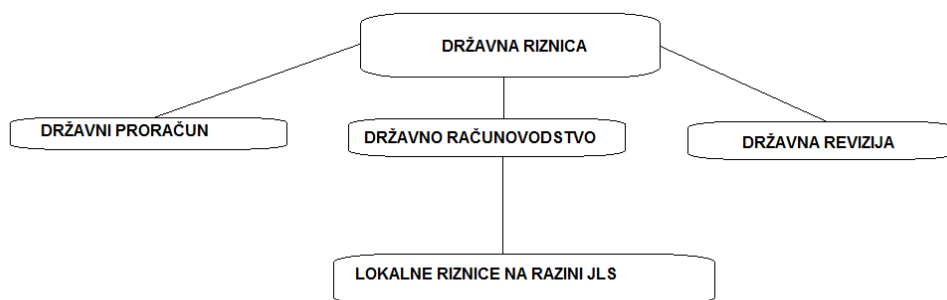 DRŽAVNA RIZNICA
DRŽAVNI PRORAČUN
DRŽAVNO RAČUNOVODSTVO
DRŽAVNA REVIZIJA
LOKALNE RIZNICE NA RAZINI JLS